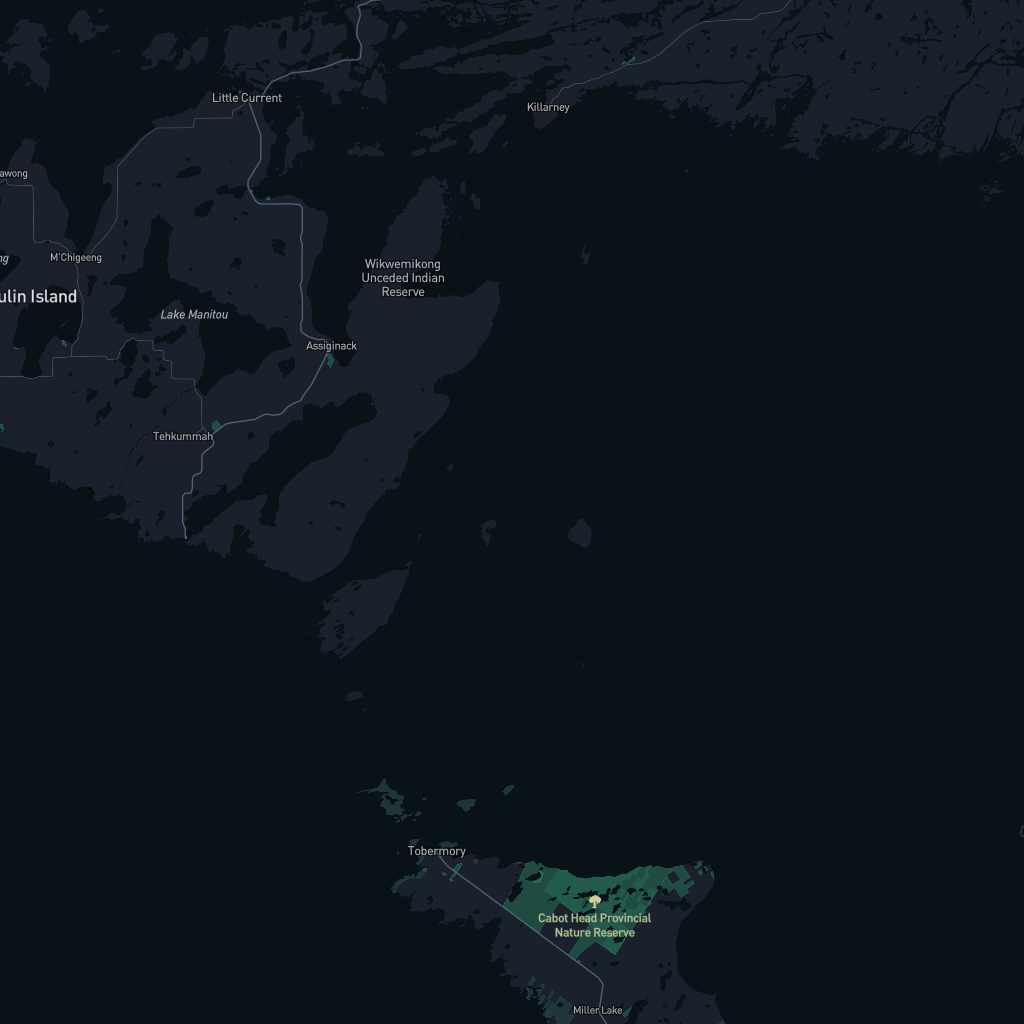 Little Current
Killarney
awong
M'Chigeeng
ng
Wikwemikong
Unceded Indian
Reserve
ulin Island
Lake Manitou
Assiginack
Tehkummah
Tobermory
Cabot Head Provincial
Nature Reserve
Miller Lake